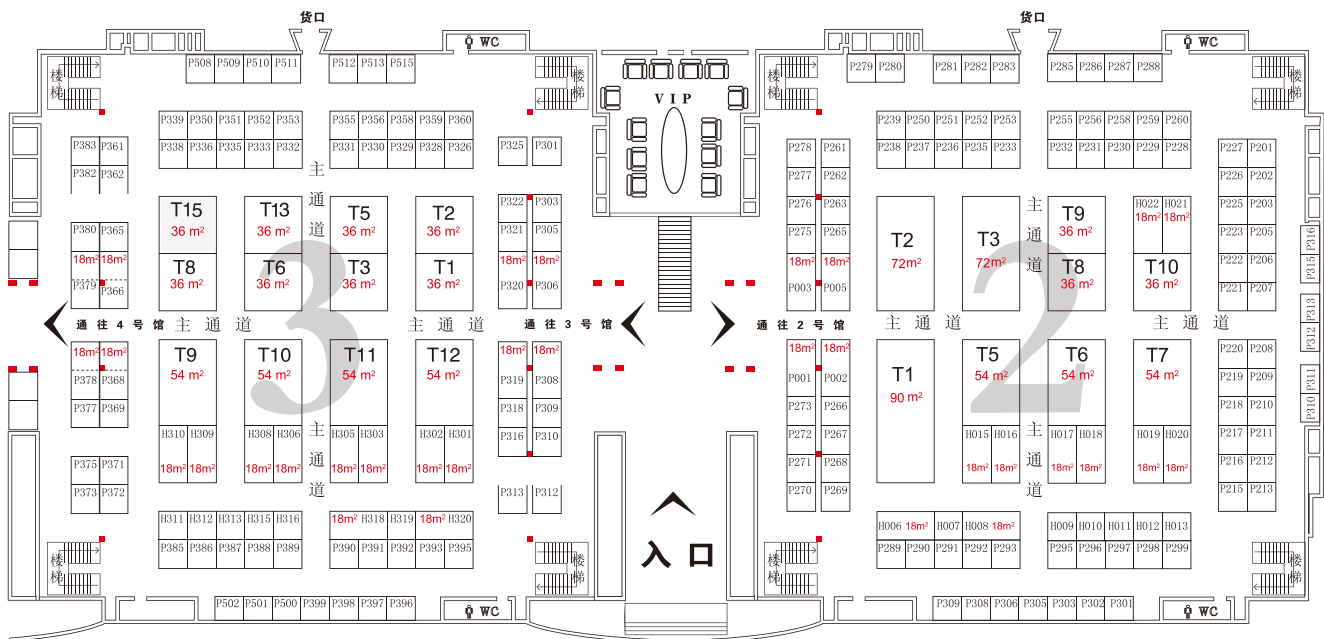 货口
货口
WC
WC
楼梯
楼梯
楼梯
楼梯
P508 P509 P510 P511
P512 P513 P515
VIP
P279 P280
P281 P282 P283
P285 P286 P287 P288
P339 P350 P351 P352 P353
P338 P336 P335 P333 P332
P355 P356 P358 P359 P360
P331 P330 P329 P328 P326
P239 P250 P251 P252 P253
P238 P237 P236 P235 P233
P255 P256 P258 P259 P260
P232 P231 P230 P229 P228
P383 P361
P382 P362
P325 P301
P278 P261
P277 P262
P276 P263
P275 P265
18m² 18m²
P003 P005
P227 P201
P226 P202
P225 P203
P223 P205
P222 P206
P221 P207
P380 P365
18m² 18m²
P379 P366
T15 36 m²
T13 36 m²
T5 36 m²
T2 36 m²
T8 36 m²
T6 36 m²
T3 36 m²
T1 36 m²
主通道
P322 P303
P321 P305
18m² 18m²
P320 P306
T2 72m²
T3 72m²
主通道
T9 36 m²
T8 36 m²
H022 H021
18m² 18m²
T10 36 m²
P316
P315
P313
P312
P311
P310
3
2
通往4号馆
主通道
主通道
通往3号馆
通往2号馆
主通道
主通道
18m² 18m²
P378 P368
P377 P369
P375 P371
P373 P372
T9 54 m²
T10 54 m²
T11 54 m²
T12 54 m²
H310 H309
18m² 18m²
H308 H306
18m² 18m²
主通道
H305 H303
18m² 18m²
H302 H301
18m² 18m²
18m² 18m²
P319 P308
P318 P309
P316 P310
P313 P312
18m² 18m²
P001 P002
P273 P266
P272 P267
P271 P268
P270 P269
T1 90 m²
T5 54 m²
T6 54 m²
T7 54 m²
H015 H016
18m² 18m²
主通道
H017 H018
18m² 18m²
H019 H020
18m² 18m²
P220 P208
P219 P209
P218 P210
P217 P211
P216 P212
P215 P213
H311 H312 H313 H315 H316
P385 P386 P387 P388 P389
18m² H318 H319 18m² H320
P390 P391 P392 P393 P395
H006 18m² H007 H008 18m²
P289 P290 P291 P292 P293
H009 H010 H011 H012 H013
P295 P296 P297 P298 P299
入口
楼梯
楼梯
楼梯
楼梯
P502 P501 P500 P399 P398 P397 P396
WC
P309 P308 P306 P305 P303 P302 P301
WC